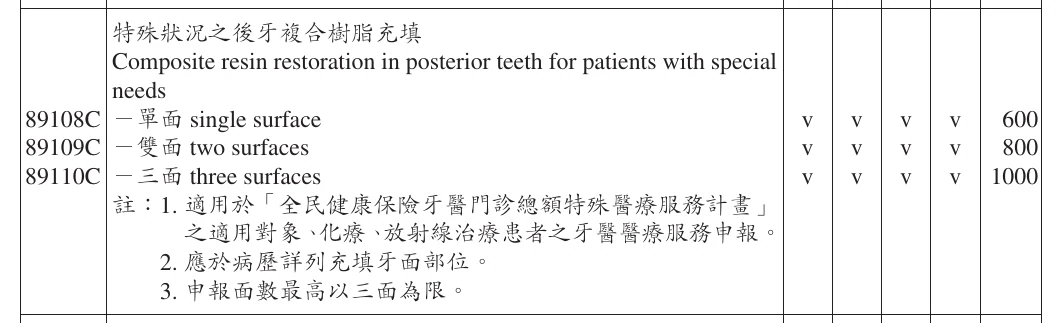 特殊狀況之後牙複合樹脂充填
Composite resin restoration in posterior teeth for patients with special
needs
89108C －單面 single surface v v v v 600
89109C －雙面 two surfaces v v v v 800
89110C －三面 three surfaces v v v v 1000
註：1. 適用於「全民健康保險牙醫門診總額特殊醫療服務計畫」
之適用對象、化療、放射線治療患者之牙醫醫療服務申報。
2. 應於病歷詳列充填牙面部位。
3. 申報面數最高以三面為限。